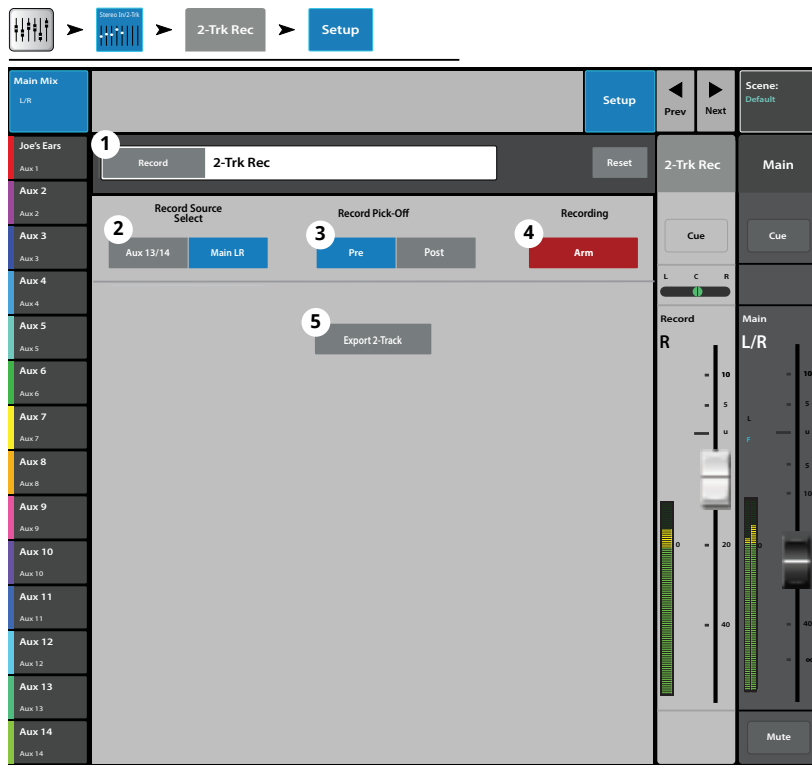 Stereo In/2-Trk
2-Trk Rec
Setup
Main Mix
L/R
Setup
Prev
Next
Scene:
Default
Joe's Ears
Aux 1
1
Record
2-Trk Rec
Reset
2-Trk Rec
Main
Aux 2
Aux 2
Aux 3
Aux 3
Aux 4
Aux 4
Aux 5
Aux 5
Aux 6
Aux 6
Aux 7
Aux 7
Aux 8
Aux 8
Aux 9
Aux 9
Aux 10
Aux 10
Aux 11
Aux 11
Aux 12
Aux 12
Aux 13
Aux 13
Aux 14
Aux 14
Record Source
Select
Record Pick-Off
Recording
2
Aux 13/14
Main LR
3
Pre
Post
4
Arm
5
Export 2-Track
Cue
L C R
Record
R
10
5
u
0
20
40
Cue
Main
L/R
10
5
L
u
F
5
10
0
40
∞
Mute